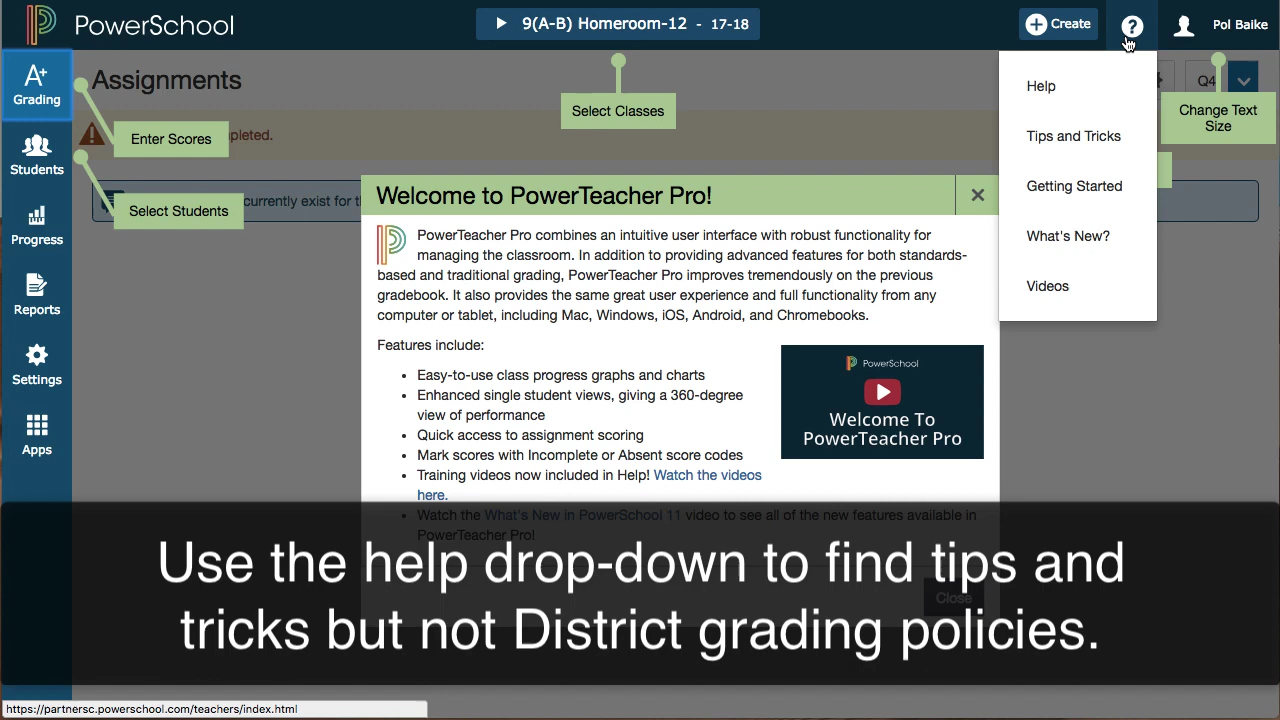 PowerSchool
9(A-B) Homeroom-12 - 17-18
Create
?
Pol Baike
A+
Grading
Students
Progress
Reports
Settings
Apps
Assignments
Q4
Enter Scores
Select Students
Select Classes
Change Text
Size
pleted.
currently exist for t
Help
Tips and Tricks
Getting Started
What's New?
Videos
Welcome to PowerTeacher Pro!
PowerTeacher Pro combines an intuitive user interface with robust functionality for
managing the classroom. In addition to providing advanced features for both standards-
based and traditional grading, PowerTeacher Pro improves tremendously on the previous
gradebook. It also provides the same great user experience and full functionality from any
computer or tablet, including Mac, Windows, iOS, Android, and Chromebooks.
Features include:
• Easy-to-use class progress graphs and charts
• Enhanced single student views, giving a 360-degree
view of performance
• Quick access to assignment scoring
• Mark scores with Incomplete or Absent score codes
• Training videos now included in Help! Watch the videos
here.
• Watch the What's New in PowerSchool 11 video to see all of the new features available in
PowerTeacher Pro!
PowerSchool
Welcome To
PowerTeacher Pro
Close
Use the help drop-down to find tips and
tricks but not District grading policies.
https://partnersc.powerschool.com/teachers/index.html